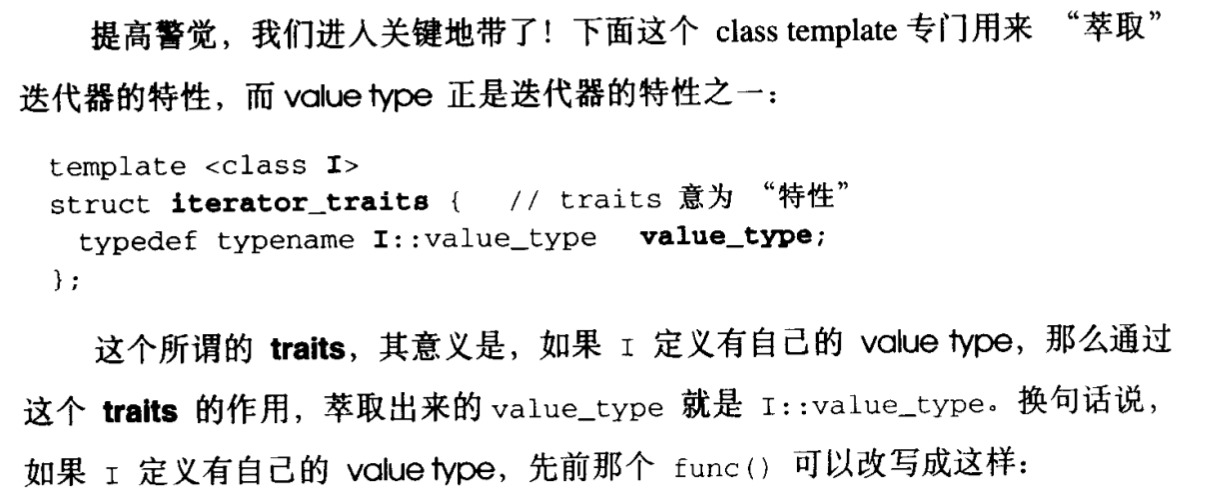 提高警觉，我们进入关键地带了！下面这个 class template 专门用来 “萃取”
迭代器的特性，而 value type 正是迭代器的特性之一：
template <class I>
struct iterator_traits {   // traits 意为 “特性”
  typedef typename I::value_type   value_type;
};
这个所谓的 traits，其意义是，如果 I 定义有自己的 value type，那么通过
这个 traits 的作用，萃取出来的 value_type 就是 I::value_type。换句话说，
如果 I 定义有自己的 value type，先前那个 func() 可以改写成这样：